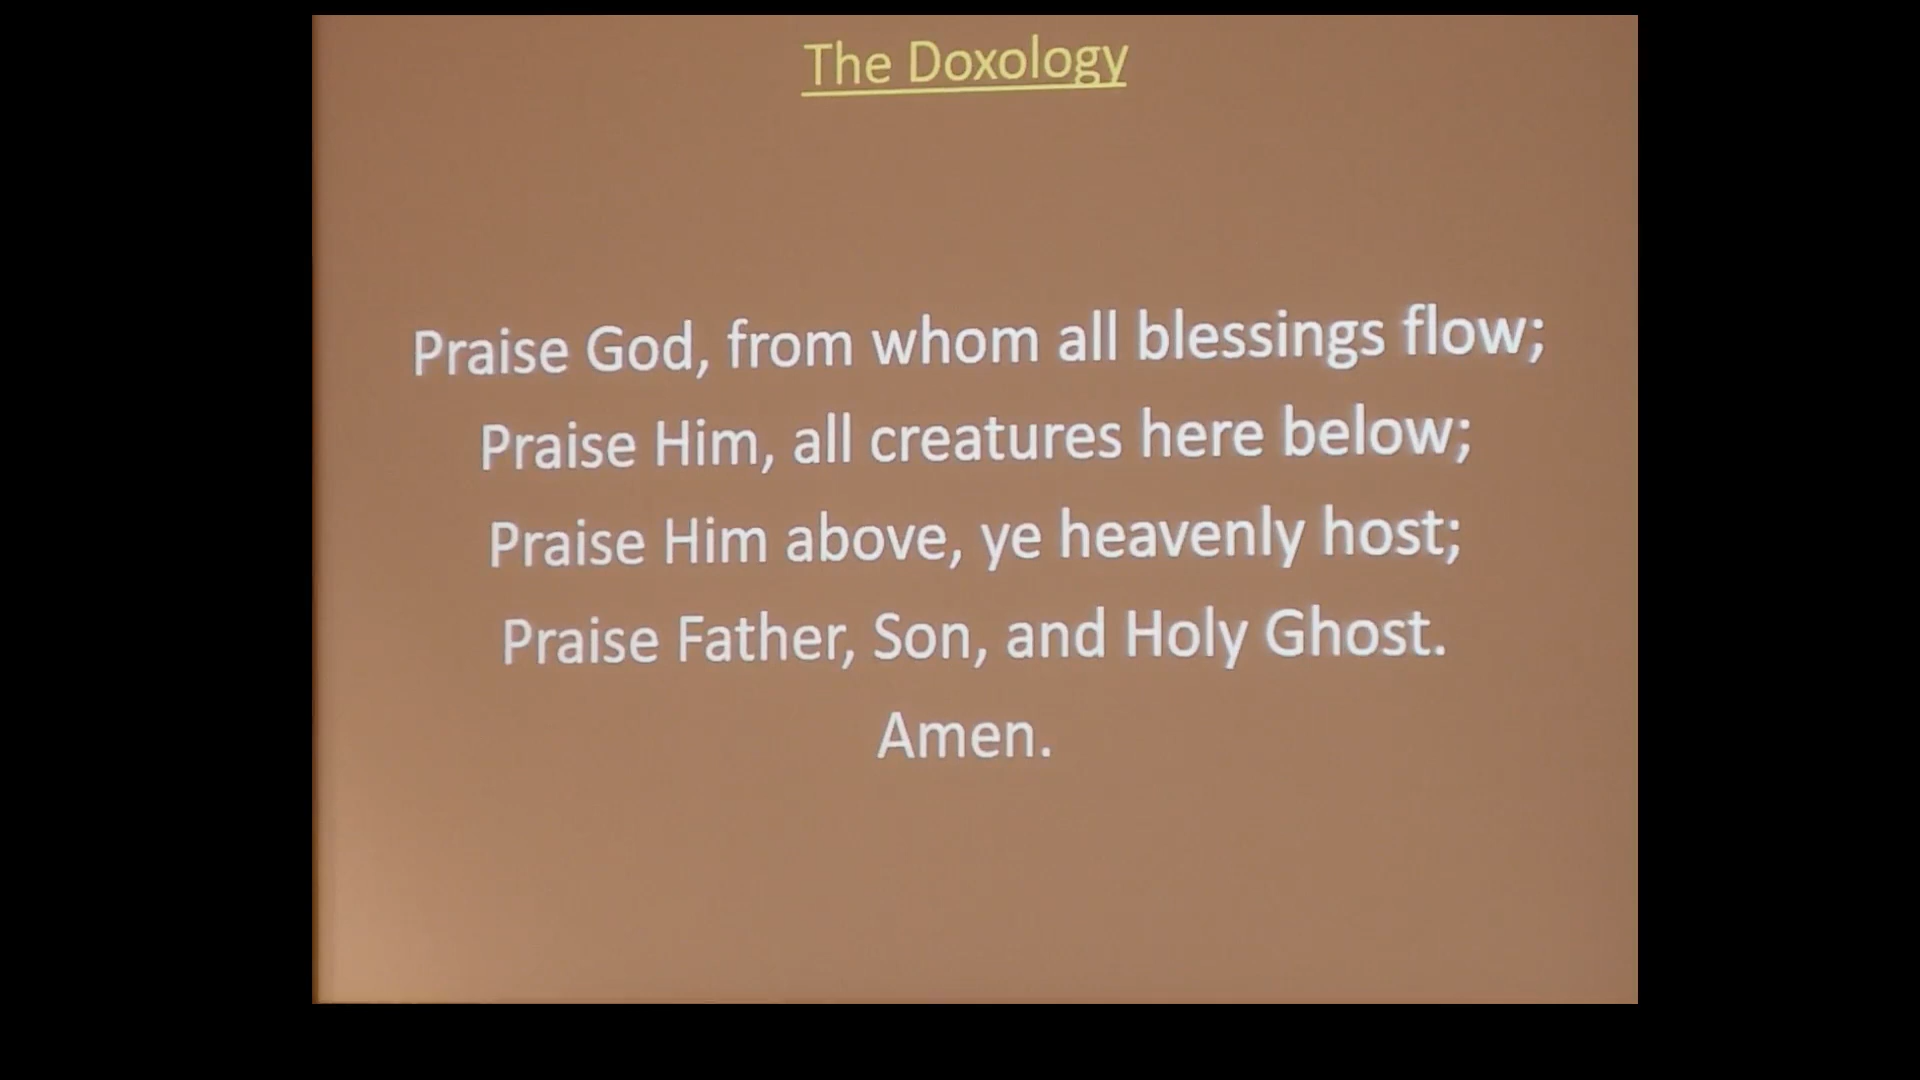 The Doxology
Praise God, from whom all blessings flow;
Praise Him, all creatures here below;
Praise Him above, ye heavenly host;
Praise Father, Son, and Holy Ghost.
Amen.